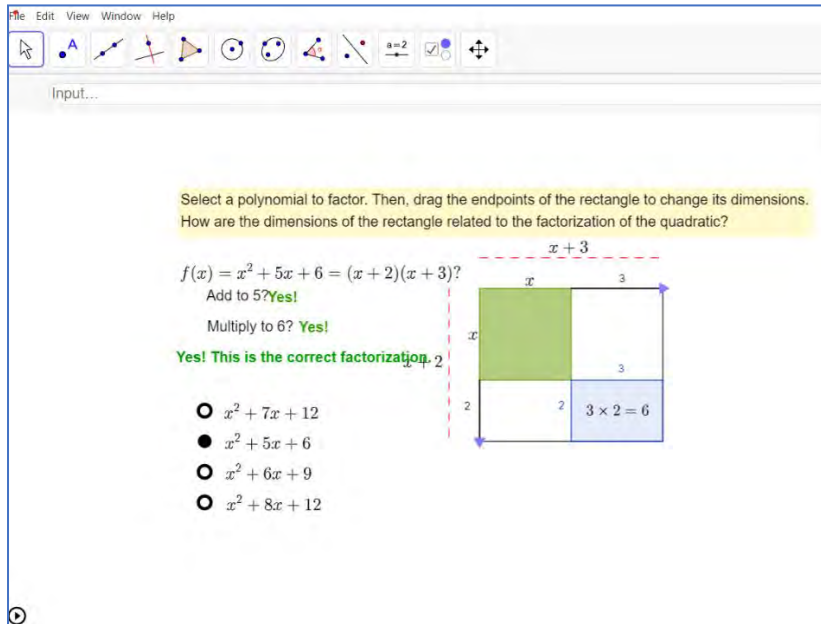 File Edit View Window Help
A
a=2
Input...
Select a polynomial to factor. Then, drag the endpoints of the rectangle to change its dimensions.
How are the dimensions of the rectangle related to the factorization of the quadratic?
x + 3
f(x) = x² + 5x + 6 = (x + 2)(x + 3)?
x
3
Add to 5?Yes!
Multiply to 6? Yes!
x
Yes! This is the correct factorization.
x + 2
3
2
2
3 × 2 = 6
x² + 7x + 12
x² + 5x + 6
x² + 6x + 9
x² + 8x + 12